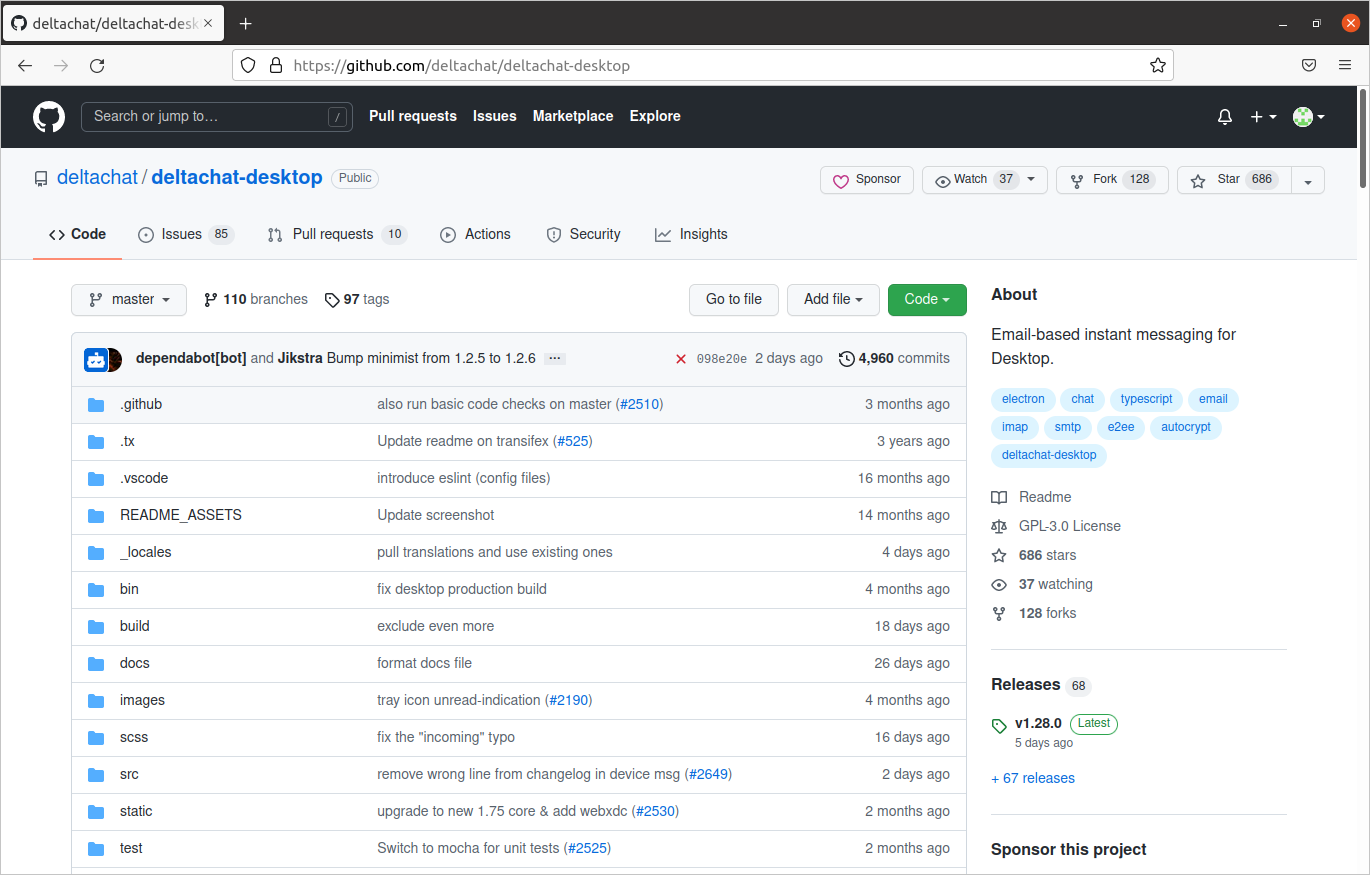 deltachat/deltachat-desk
https://github.com/deltachat/deltachat-desktop
Search or jump to… / Pull requests Issues Marketplace Explore
deltachat / deltachat-desktop Public Sponsor Watch 37 Fork 128 Star 686
Code Issues 85 Pull requests 10 Actions Security Insights
master 110 branches 97 tags Go to file Add file Code
dependabot[bot] and Jikstra Bump minimist from 1.2.5 to 1.2.6 ··· 098e20e 2 days ago 4,960 commits
.github also run basic code checks on master (#2510) 3 months ago
.tx Update readme on transifex (#525) 3 years ago
.vscode introduce eslint (config files) 16 months ago
README_ASSETS Update screenshot 14 months ago
_locales pull translations and use existing ones 4 days ago
bin fix desktop production build 4 months ago
build exclude even more 18 days ago
docs format docs file 26 days ago
images tray icon unread-indication (#2190) 4 months ago
scss fix the "incoming" typo 16 days ago
src remove wrong line from changelog in device msg (#2649) 2 days ago
static upgrade to new 1.75 core & add webxdc (#2530) 2 months ago
test Switch to mocha for unit tests (#2525) 2 months ago
About
Email-based instant messaging for
Desktop.
electron chat typescript email
imap smtp e2ee autocrypt
deltachat-desktop
Readme
GPL-3.0 License
686 stars
37 watching
128 forks
Releases 68
v1.28.0 Latest
5 days ago
+ 67 releases
Sponsor this project